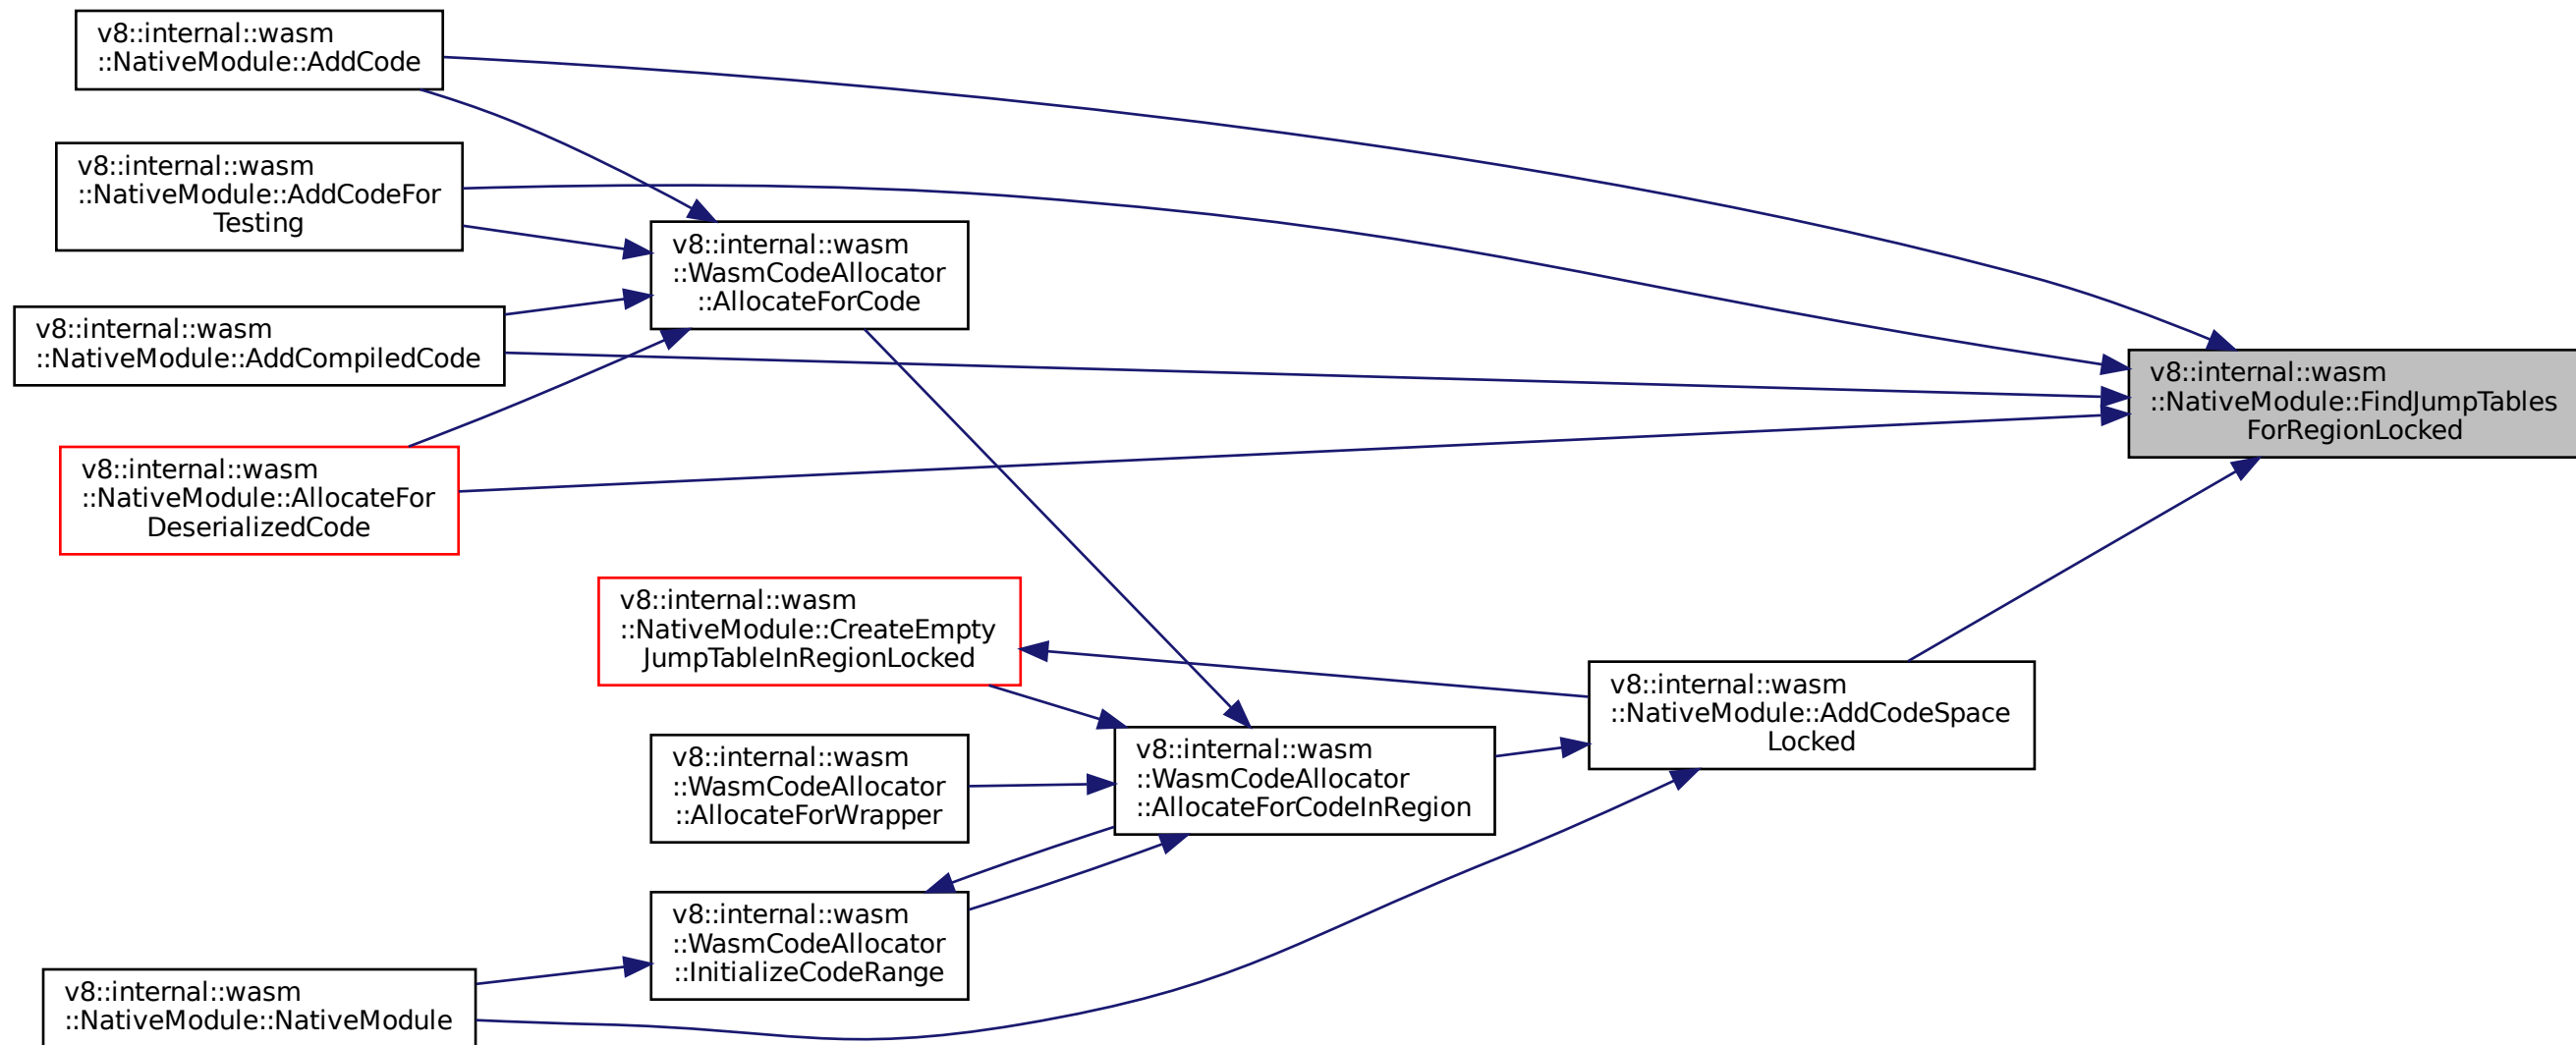 v8::internal::wasm
::NativeModule::AddCode
v8::internal::wasm
::NativeModule::AddCodeFor
Testing
v8::internal::wasm
::WasmCodeAllocator
::AllocateForCode
v8::internal::wasm
::NativeModule::AddCompiledCode
v8::internal::wasm
::NativeModule::FindJumpTables
ForRegionLocked
v8::internal::wasm
::NativeModule::AllocateFor
DeserializedCode
v8::internal::wasm
::NativeModule::CreateEmpty
JumpTableInRegionLocked
v8::internal::wasm
::NativeModule::AddCodeSpace
Locked
v8::internal::wasm
::WasmCodeAllocator
::AllocateForWrapper
v8::internal::wasm
::WasmCodeAllocator
::AllocateForCodeInRegion
v8::internal::wasm
::WasmCodeAllocator
::InitializeCodeRange
v8::internal::wasm
::NativeModule::NativeModule